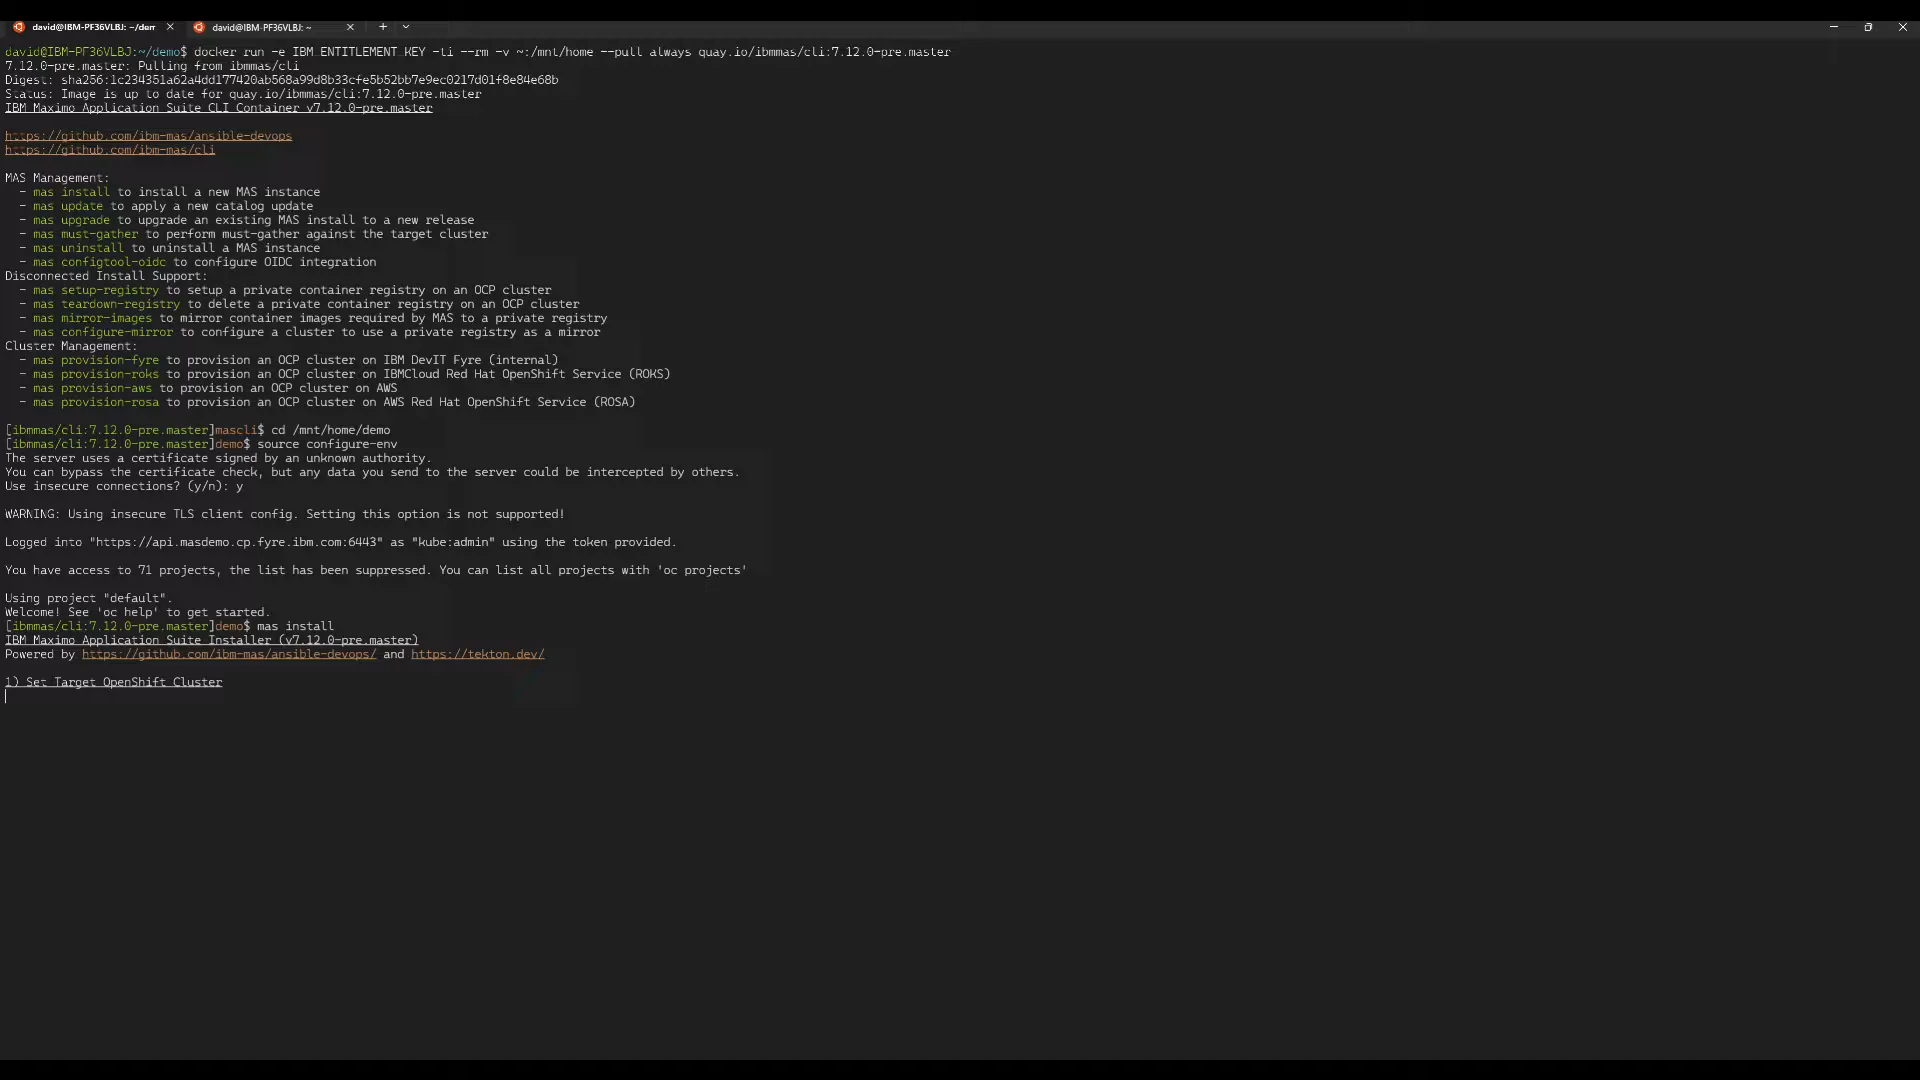 david@IBM-PF36VLBJ: ~/dem
david@IBM-PF36VLBJ: ~
david@IBM-PF36VLBJ:~/demo$ docker run -e IBM_ENTITLEMENT_KEY -ti --rm -v ~:/mnt/home --pull always quay.io/ibmmas/cli:7.12.0-pre.master
7.12.0-pre.master: Pulling from ibmmas/cli
Digest: sha256:1c234351a62a4dd177420ab568a99d8b33cfe5b52bb7e9ec0217d01f8e84e68b
Status: Image is up to date for quay.io/ibmmas/cli:7.12.0-pre.master
IBM Maximo Application Suite CLI Container v7.12.0-pre.master
https://github.com/ibm-mas/ansible-devops
https://github.com/ibm-mas/cli
MAS Management:
- mas install to install a new MAS instance
- mas update to apply a new catalog update
- mas upgrade to upgrade an existing MAS install to a new release
- mas must-gather to perform must-gather against the target cluster
- mas uninstall to uninstall a MAS instance
- mas configtool-oidc to configure OIDC integration
Disconnected Install Support:
- mas setup-registry to setup a private container registry on an OCP cluster
- mas teardown-registry to delete a private container registry on an OCP cluster
- mas mirror-images to mirror container images required by MAS to a private registry
- mas configure-mirror to configure a cluster to use a private registry as a mirror
Cluster Management:
- mas provision-fyre to provision an OCP cluster on IBM DevIT Fyre (internal)
- mas provision-roks to provision an OCP cluster on IBMCloud Red Hat OpenShift Service (ROKS)
- mas provision-aws to provision an OCP cluster on AWS
- mas provision-rosa to provision an OCP cluster on AWS Red Hat OpenShift Service (ROSA)
[ibmmas/cli:7.12.0-pre.master]mascli$ cd /mnt/home/demo
[ibmmas/cli:7.12.0-pre.master]demo$ source configure-env
The server uses a certificate signed by an unknown authority.
You can bypass the certificate check, but any data you send to the server could be intercepted by others.
Use insecure connections? (y/n): y
WARNING: Using insecure TLS client config. Setting this option is not supported!
Logged into "https://api.masdemo.cp.fyre.ibm.com:6443" as "kube:admin" using the token provided.
You have access to 71 projects, the list has been suppressed. You can list all projects with 'oc projects'
Using project "default".
Welcome! See 'oc help' to get started.
[ibmmas/cli:7.12.0-pre.master]demo$ mas install
IBM Maximo Application Suite Installer (v7.12.0-pre.master)
Powered by https://github.com/ibm-mas/ansible-devops/ and https://tekton.dev/
1) Set Target OpenShift Cluster